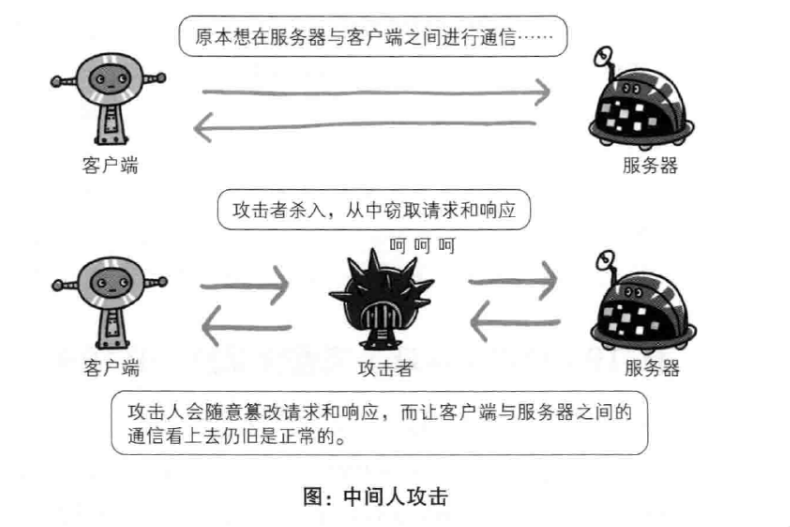 原本想在服务器与客户端之间进行通信……
客户端
服务器
攻击者杀入，从中窃取请求和响应
呵 呵 呵
客户端
攻击者
服务器
攻击人会随意篡改请求和响应，而让客户端与服务器之间的
通信看上去仍旧是正常的。
图：中间人攻击